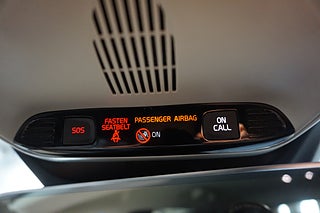 SOS
FASTEN
SEATBELT
PASSENGER AIRBAG
ON
ON
CALL